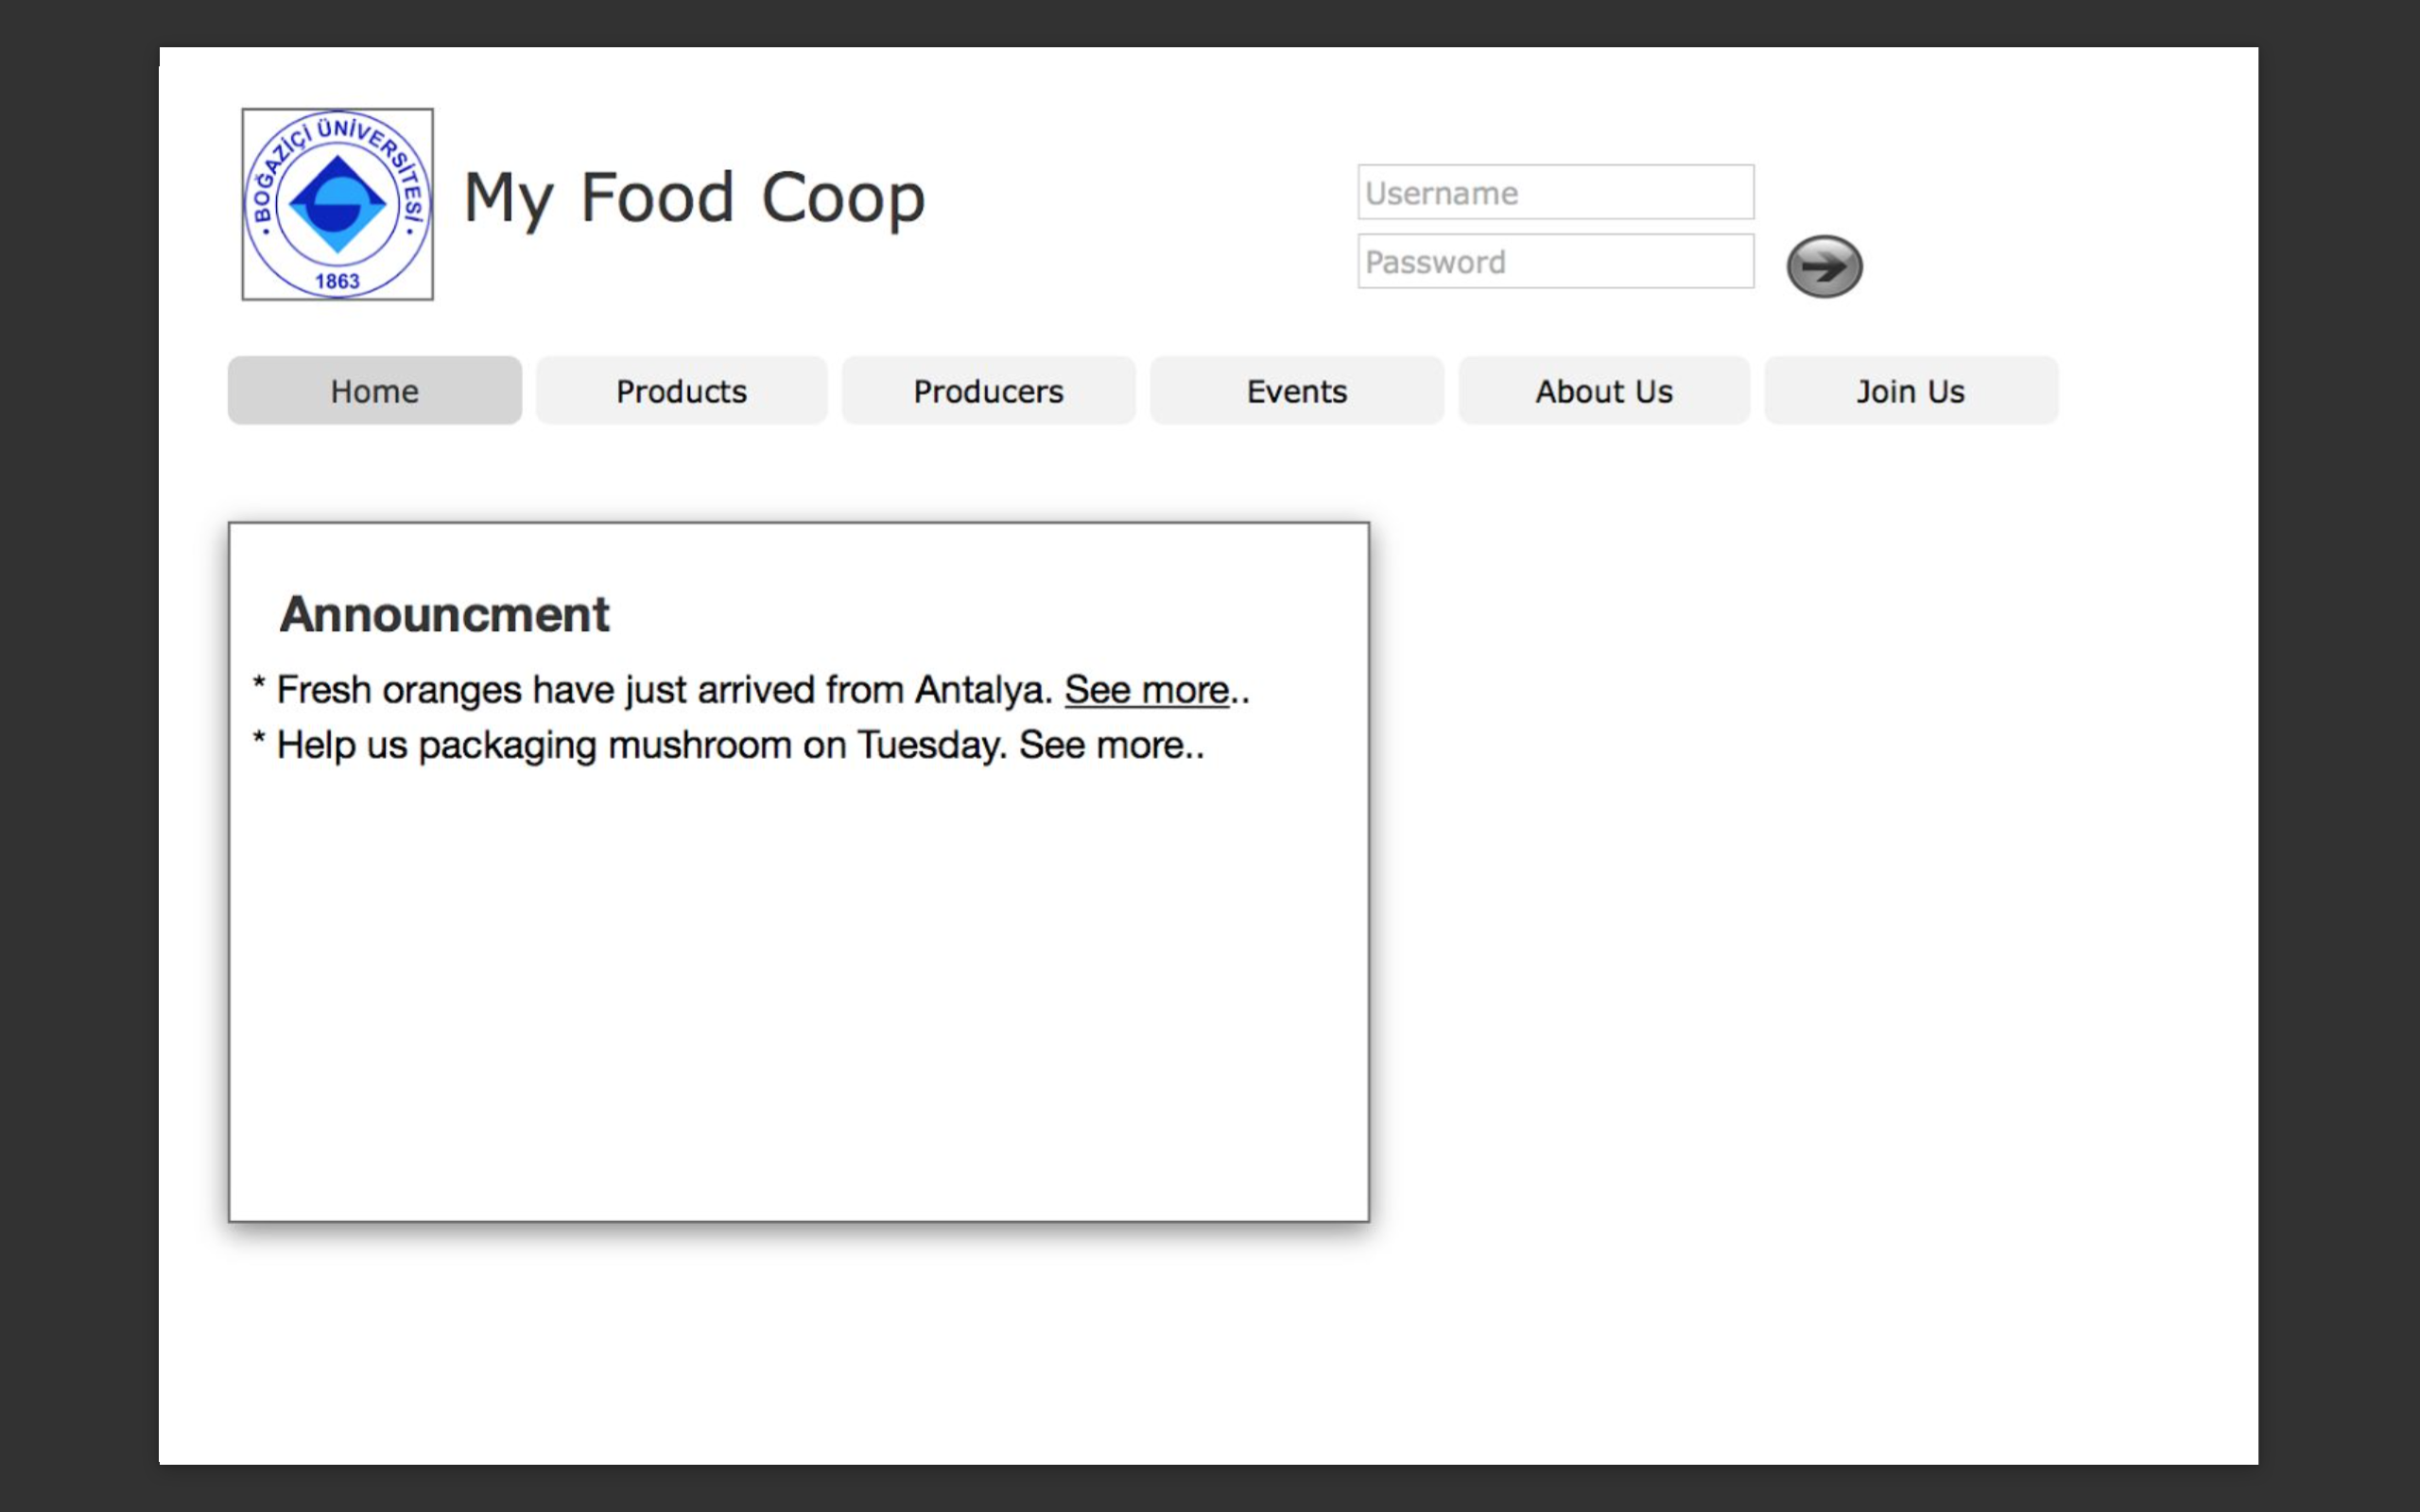 • BOĞAZİÇİ ÜNİVERSİTESİ •
1863
My Food Coop
Username
Password
Home
Products
Producers
Events
About Us
Join Us
Announcment
* Fresh oranges have just arrived from Antalya. See more..
* Help us packaging mushroom on Tuesday. See more..